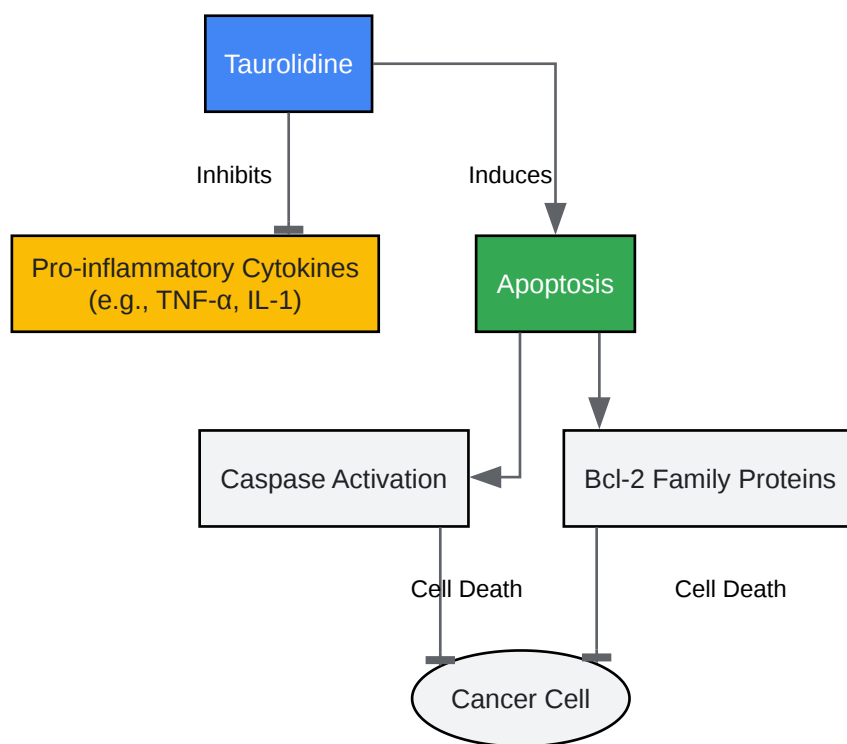 Taurolidine
Inhibits
Induces
Pro-inflammatory Cytokines
(e.g., TNF-α, IL-1)
Apoptosis
Caspase Activation
Bcl-2 Family Proteins
Cell Death
Cell Death
Cancer Cell